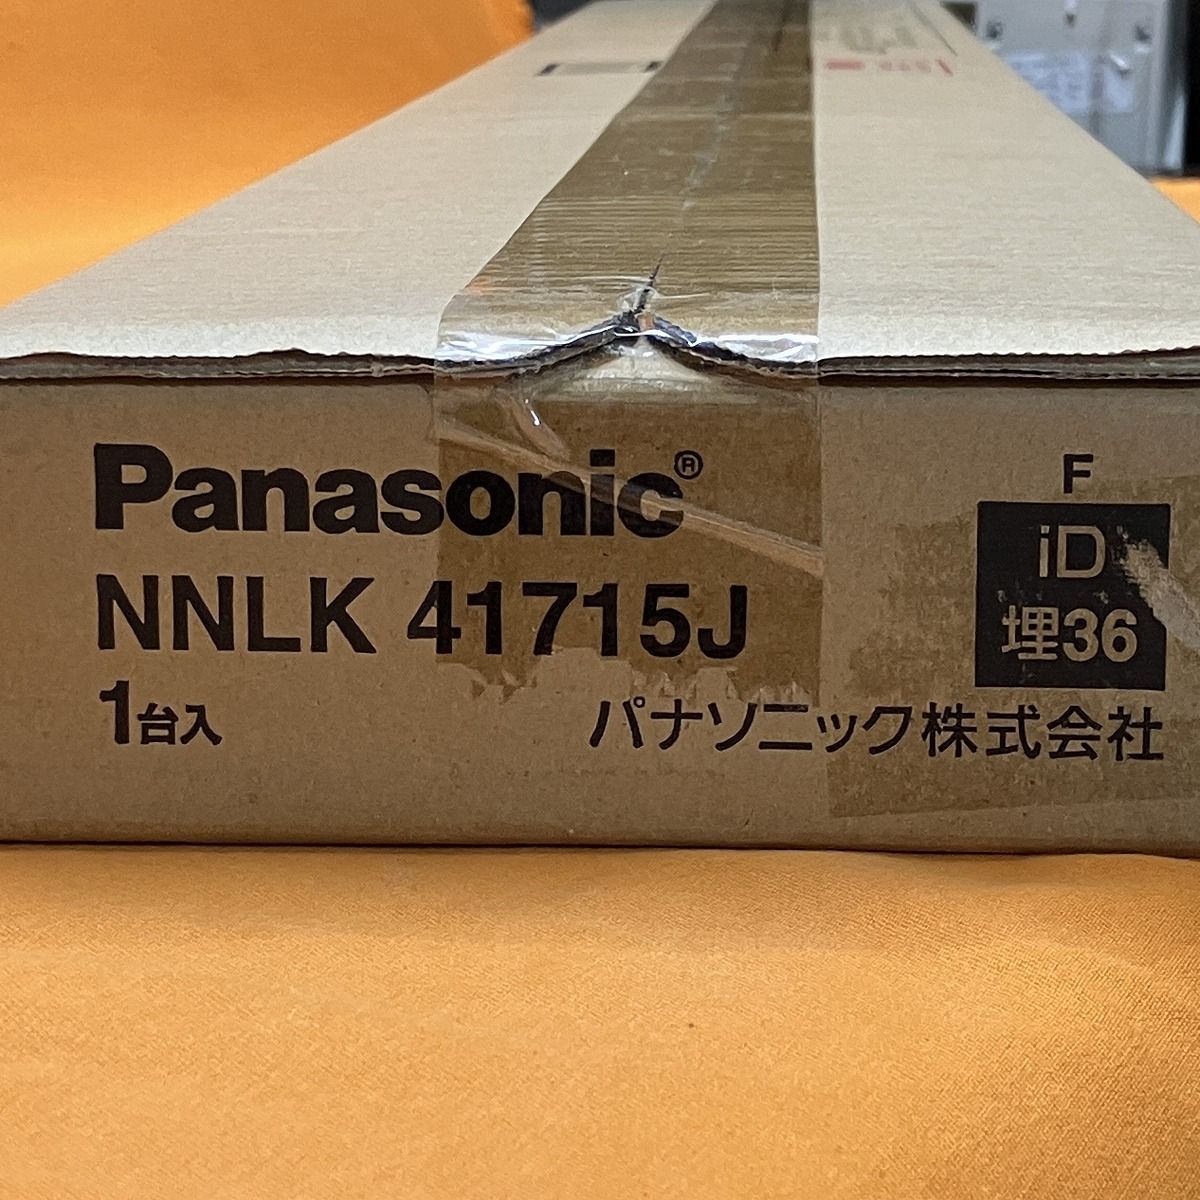 Panasonic®
NNLK 41715J
1台入
F
iD
埋36
パナソニック株式会社